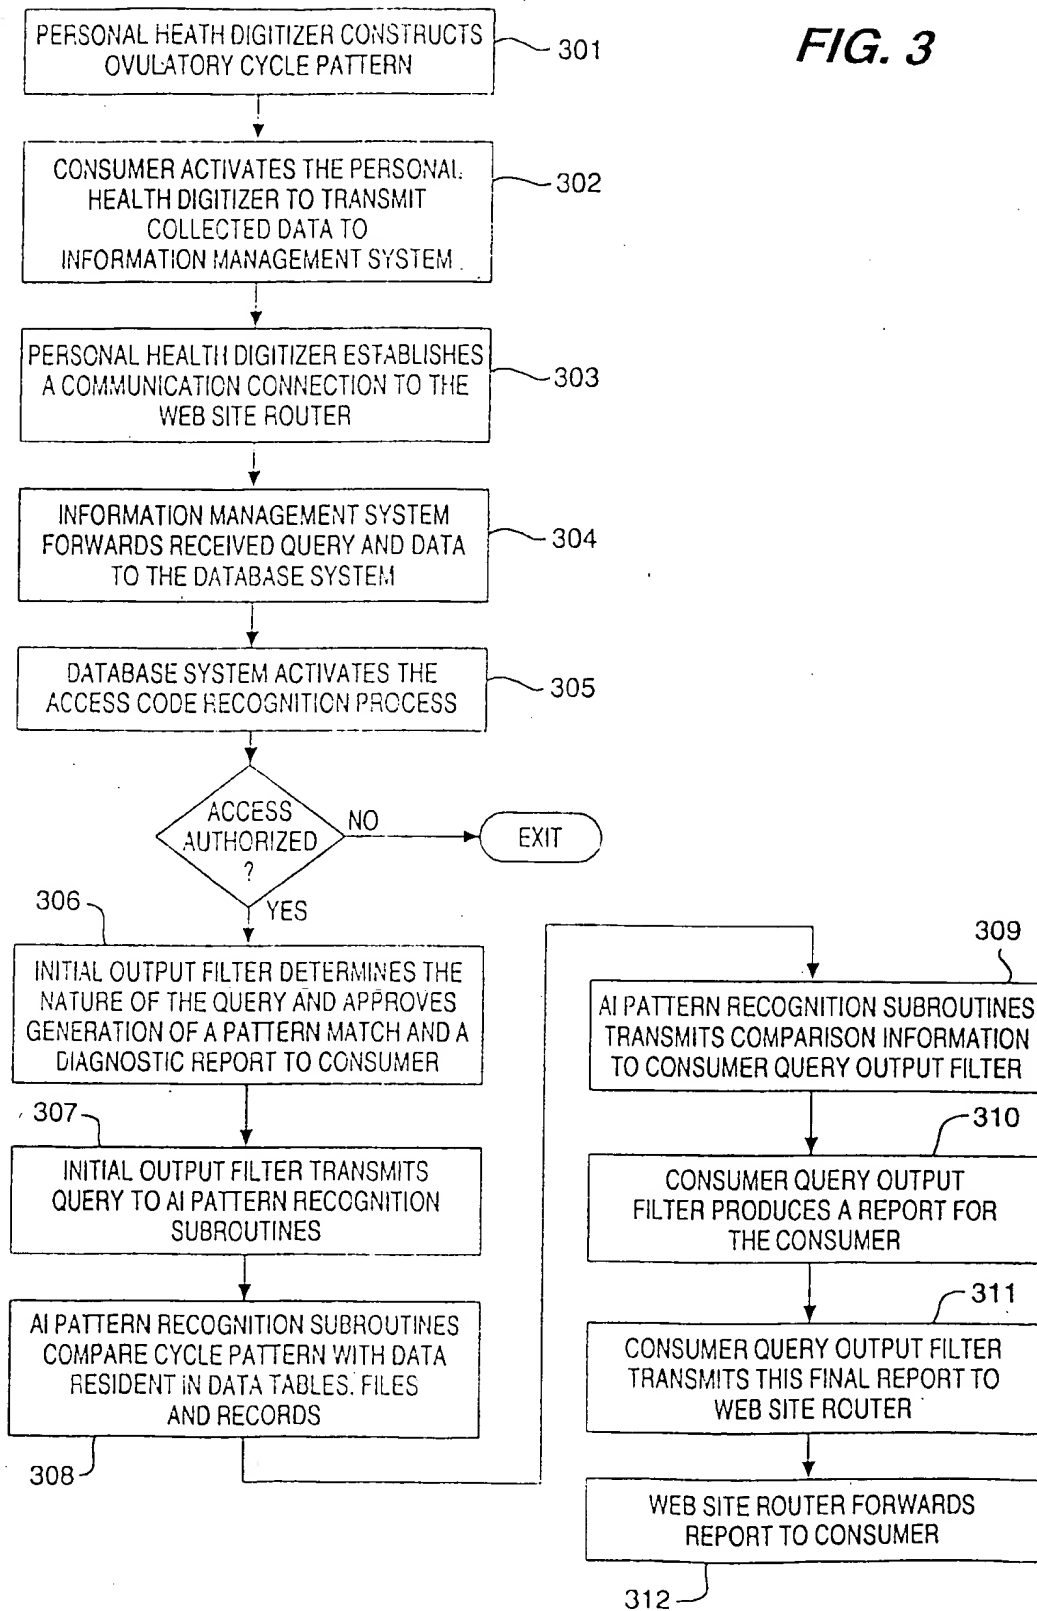 FIG. 3
PERSONAL HEATH DIGITIZER CONSTRUCTS
OVULATORY CYCLE PATTERN
301
CONSUMER ACTIVATES THE PERSONAL
HEALTH DIGITIZER TO TRANSMIT
COLLECTED DATA TO
INFORMATION MANAGEMENT SYSTEM
302
PERSONAL HEALTH DIGITIZER ESTABLISHES
A COMMUNICATION CONNECTION TO THE
WEB SITE ROUTER
303
INFORMATION MANAGEMENT SYSTEM
FORWARDS RECEIVED QUERY AND DATA
TO THE DATABASE SYSTEM
304
DATABASE SYSTEM ACTIVATES THE
ACCESS CODE RECOGNITION PROCESS
305
ACCESS
AUTHORIZED
?
NO
EXIT
YES
306
INITIAL OUTPUT FILTER DETERMINES THE
NATURE OF THE QUERY AND APPROVES
GENERATION OF A PATTERN MATCH AND A
DIAGNOSTIC REPORT TO CONSUMER
307
INITIAL OUTPUT FILTER TRANSMITS
QUERY TO AI PATTERN RECOGNITION
SUBROUTINES
AI PATTERN RECOGNITION SUBROUTINES
COMPARE CYCLE PATTERN WITH DATA
RESIDENT IN DATA TABLES, FILES
AND RECORDS
308
309
AI PATTERN RECOGNITION SUBROUTINES
TRANSMITS COMPARISON INFORMATION
TO CONSUMER QUERY OUTPUT FILTER
310
CONSUMER QUERY OUTPUT
FILTER PRODUCES A REPORT FOR
THE CONSUMER
311
CONSUMER QUERY OUTPUT FILTER
TRANSMITS THIS FINAL REPORT TO
WEB SITE ROUTER
WEB SITE ROUTER FORWARDS
REPORT TO CONSUMER
312